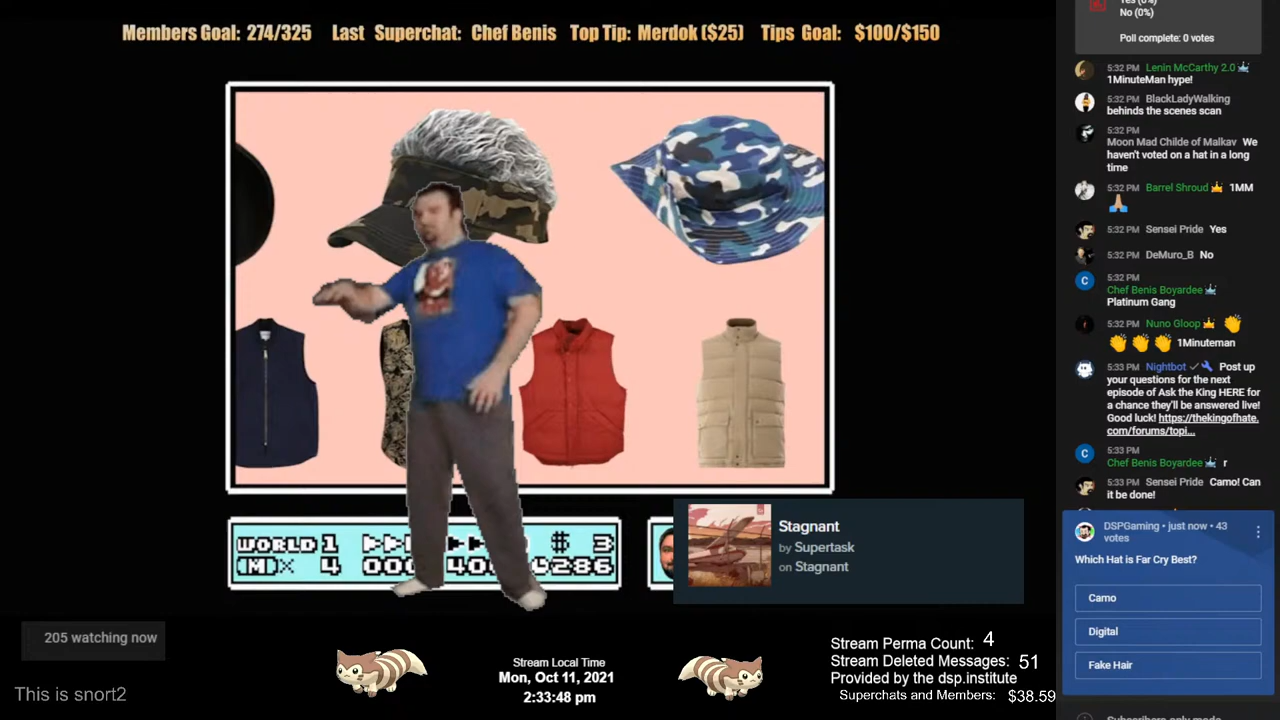 Members Goal: 274/325 Last Superchat: Chef Benis Top Tip: Merdok ($25) Tips Goal: $100/$150
WORLD 1 $ 3
(M)× 4 286
Stagnant
by Supertask
on Stagnant
205 watching now
This is snort2
Stream Local Time
Mon, Oct 11, 2021
2:33:48 pm
Stream Perma Count: 4
Stream Deleted Messages: 51
Provided by the dsp.institute
Superchats and Members: $38.59
Yes (0%)
No (0%)
Poll complete: 0 votes
5:32 PM Lenin McCarthy 2.0
1MinuteMan hype!
5:32 PM BlackLadyWalking
behinds the scenes scan
5:32 PM
Moon Mad Childe of Malkav We
haven't voted on a hat in a long
time
5:32 PM Barrel Shroud 1MM
5:32 PM Sensei Pride Yes
5:32 PM DeMuro_B No
5:32 PM
Chef Benis Boyardee
Platinum Gang
5:32 PM Nuno Gloop
1Minuteman
5:33 PM Nightbot Post up
your questions for the next
episode of Ask the King HERE for
a chance they'll be answered live!
Good luck! https://thekingofhate.
com/forums/topi...
5:33 PM
Chef Benis Boyardee r
5:33 PM Sensei Pride Camo! Can
it be done!
DSPGaming • just now • 43
votes
Which Hat is Far Cry Best?
Camo
Digital
Fake Hair
Subscribers-only mode